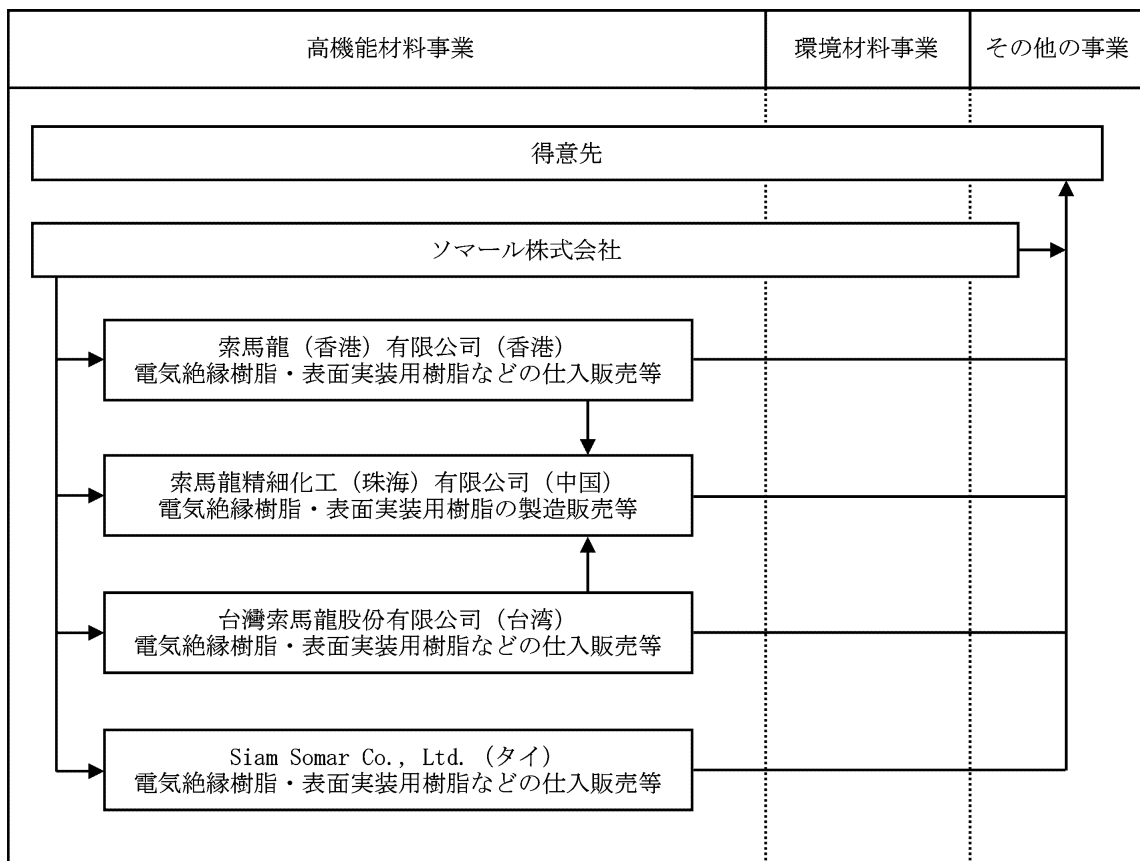 高機能材料事業
環境材料事業
その他の事業
得意先
ソマール株式会社
索馬龍（香港）有限公司（香港）
電気絶縁樹脂・表面実装用樹脂などの仕入販売等
索馬龍精細化工（珠海）有限公司（中国）
電気絶縁樹脂・表面実装用樹脂の製造販売等
台灣索馬龍股份有限公司（台湾）
電気絶縁樹脂・表面実装用樹脂などの仕入販売等
Siam Somar Co., Ltd.（タイ）
電気絶縁樹脂・表面実装用樹脂などの仕入販売等